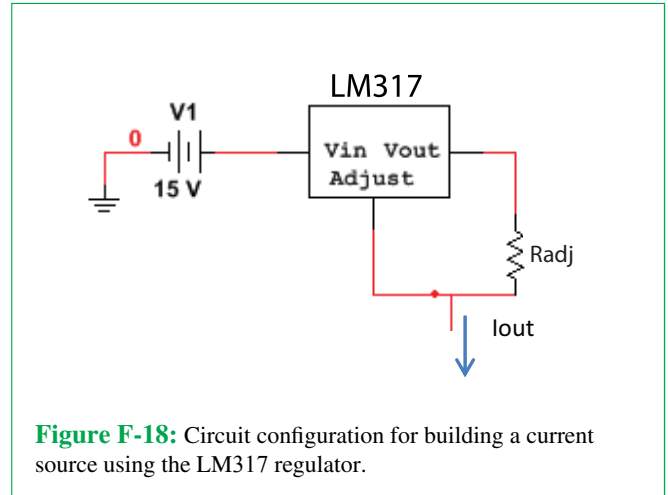 LM317
V1
0
15 V
Vin Vout
Adjust
Radj
Iout
Figure F-18: Circuit configuration for building a current
source using the LM317 regulator.